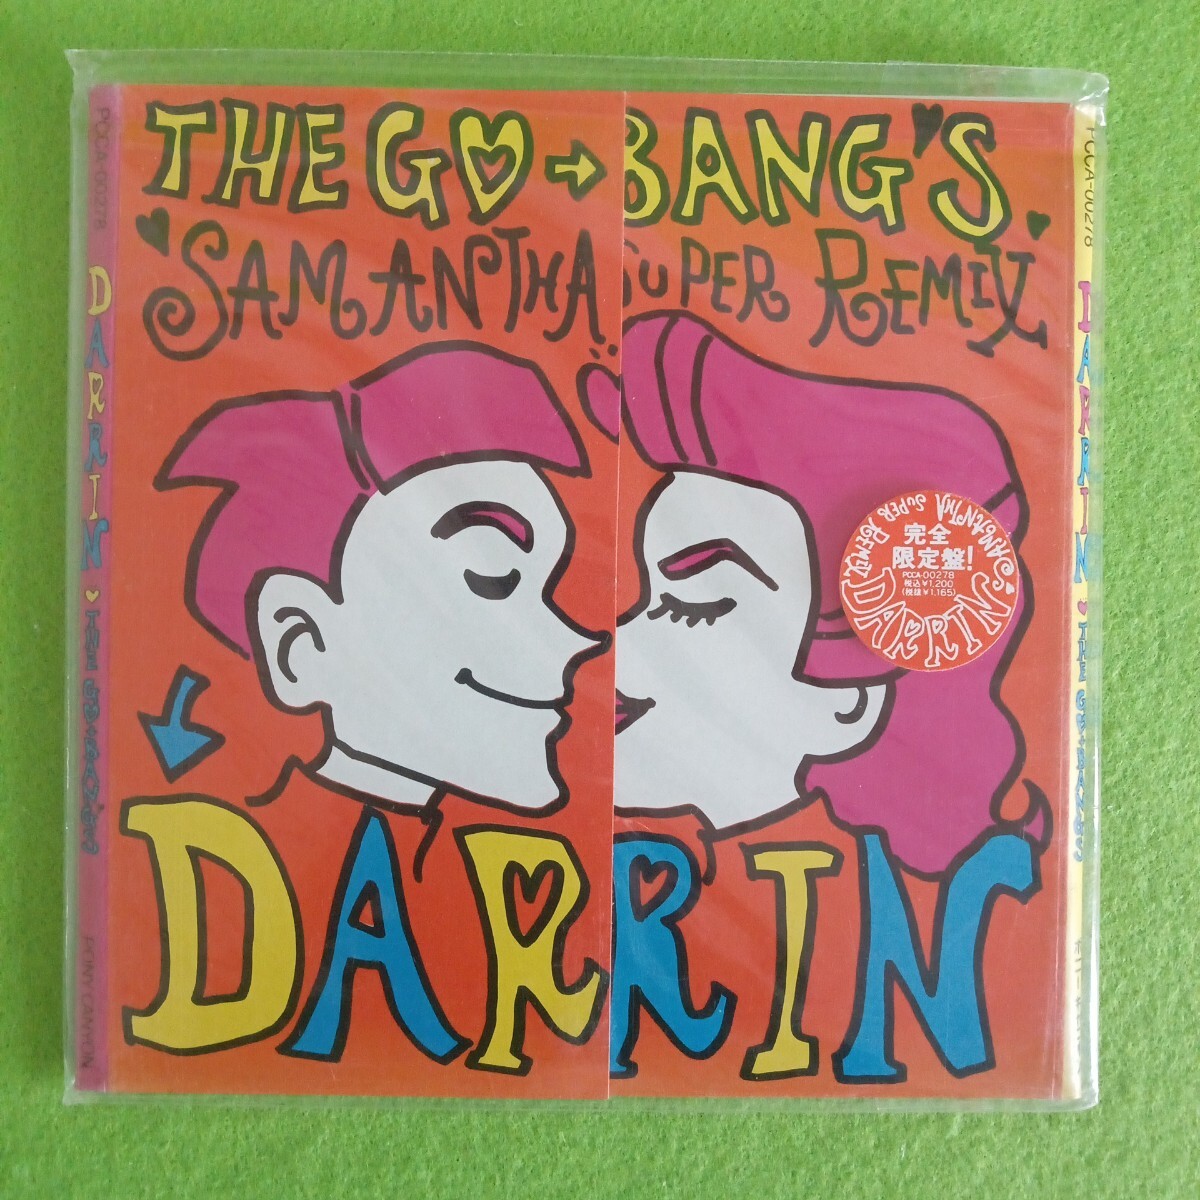 THE GO→BANG'S
SAMANTHA SUPER REMIX
DARRIN
PCCA-00278
DARRIN THE GO→BANG'S
PONY CANYON
PCCA-00278
DARRIN THE GO→BANG'S
SAMANTHA SUPER REMIX
完全
限定盤!
PCCA-00278
税込¥1,200
(税抜¥1,165)
DARRIN